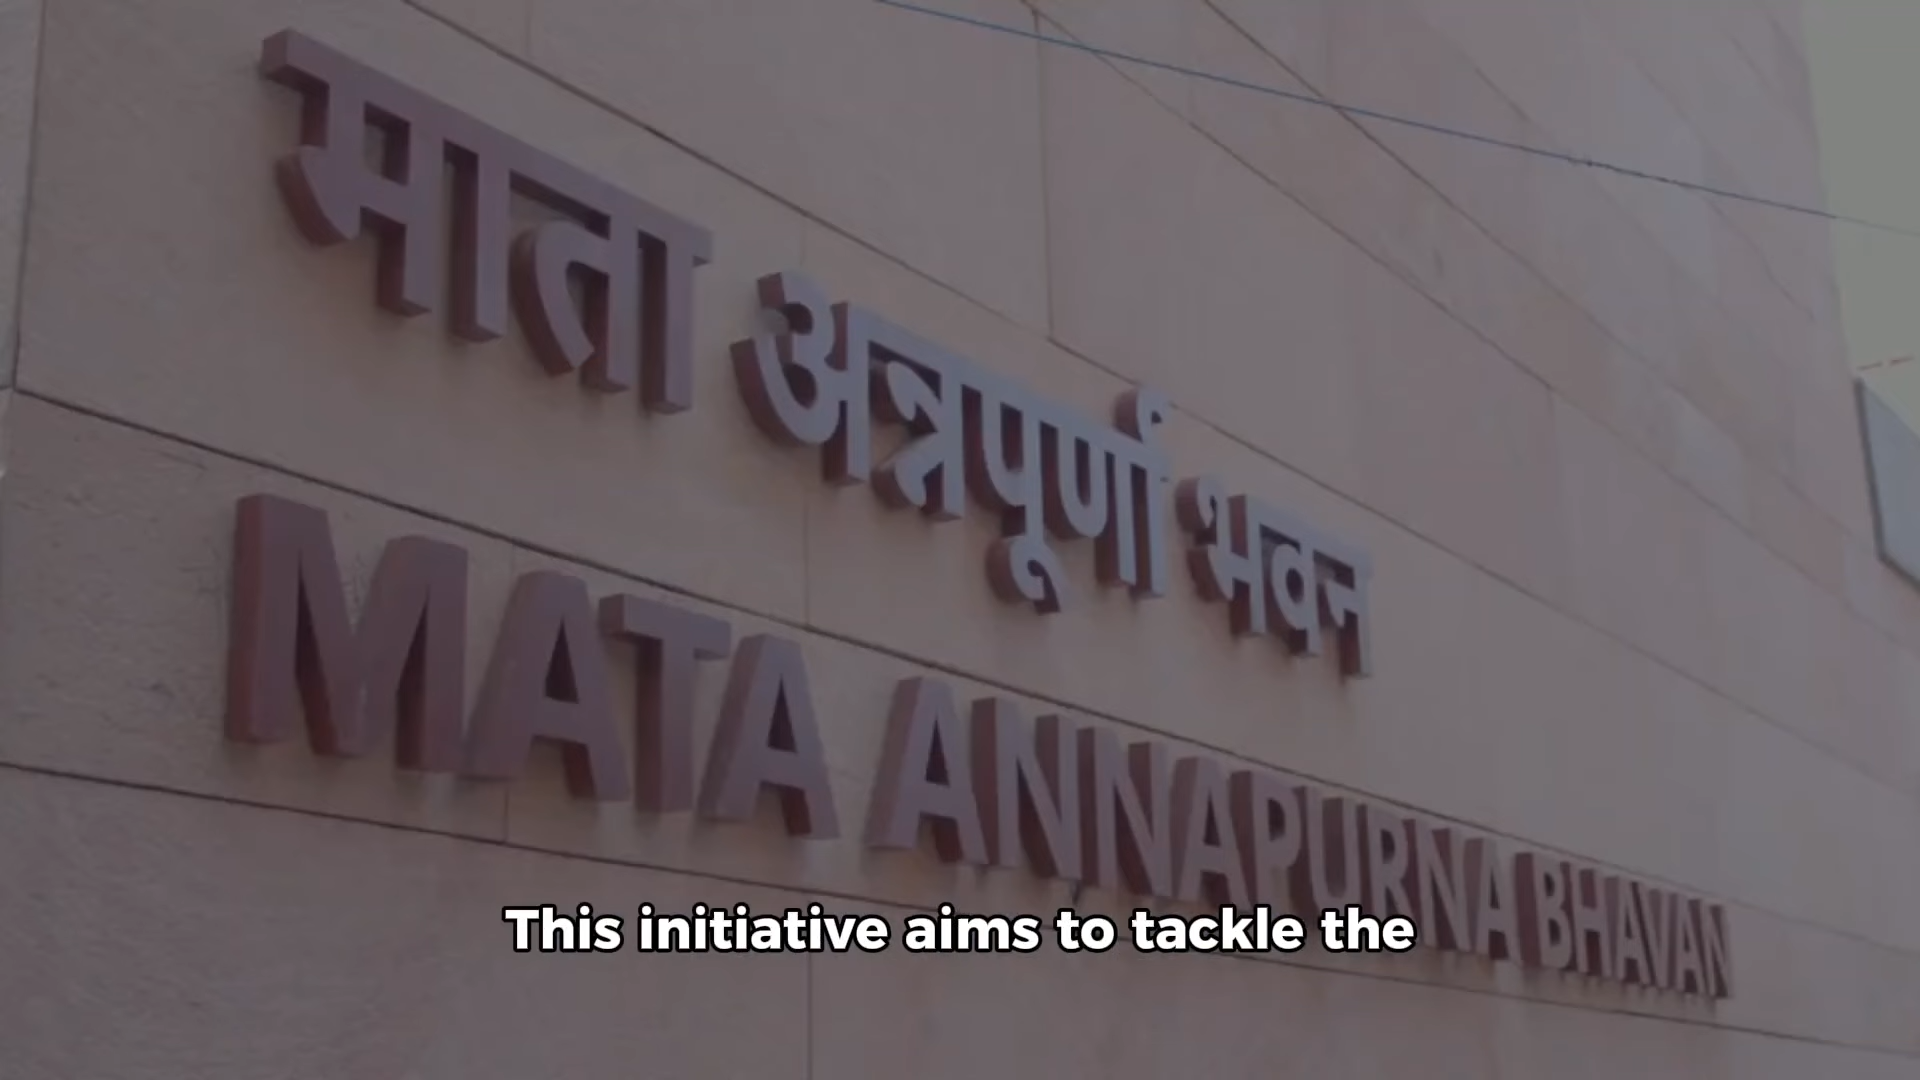 माता अन्नपूर्णा भवन
MATA ANNAPURNA BHAVAN
This initiative aims to tackle the